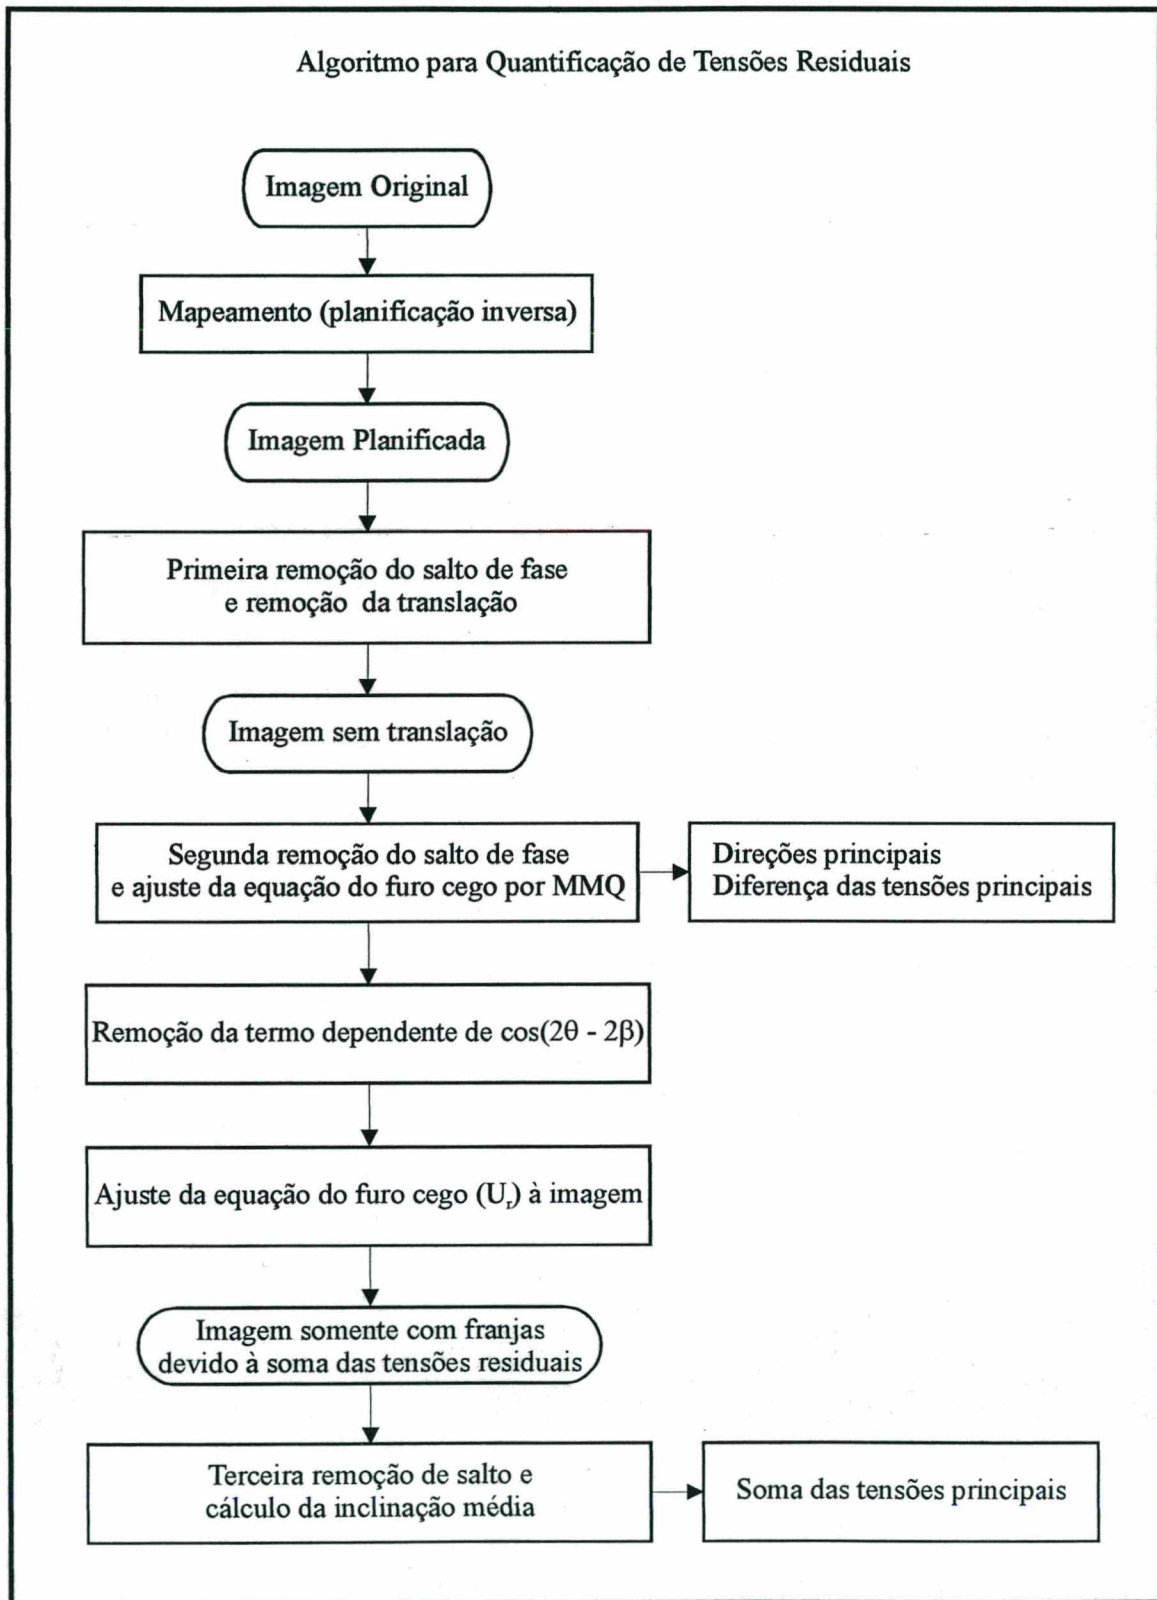 Algoritmo para Quantificação de Tensões Residuais
Imagem Original
Mapeamento (planificação inversa)
Imagem Planificada
Primeira remoção do salto de fase
e remoção da translação
Imagem sem translação
Segunda remoção do salto de fase
e ajuste da equação do furo cego por MMQ
Direções principais
Diferença das tensões principais
Remoção da termo dependente de cos(2θ - 2β)
Ajuste da equação do furo cego (Uᵣ) à imagem
Imagem somente com franjas
devido à soma das tensões residuais
Terceira remoção de salto e
cálculo da inclinação média
Soma das tensões principais